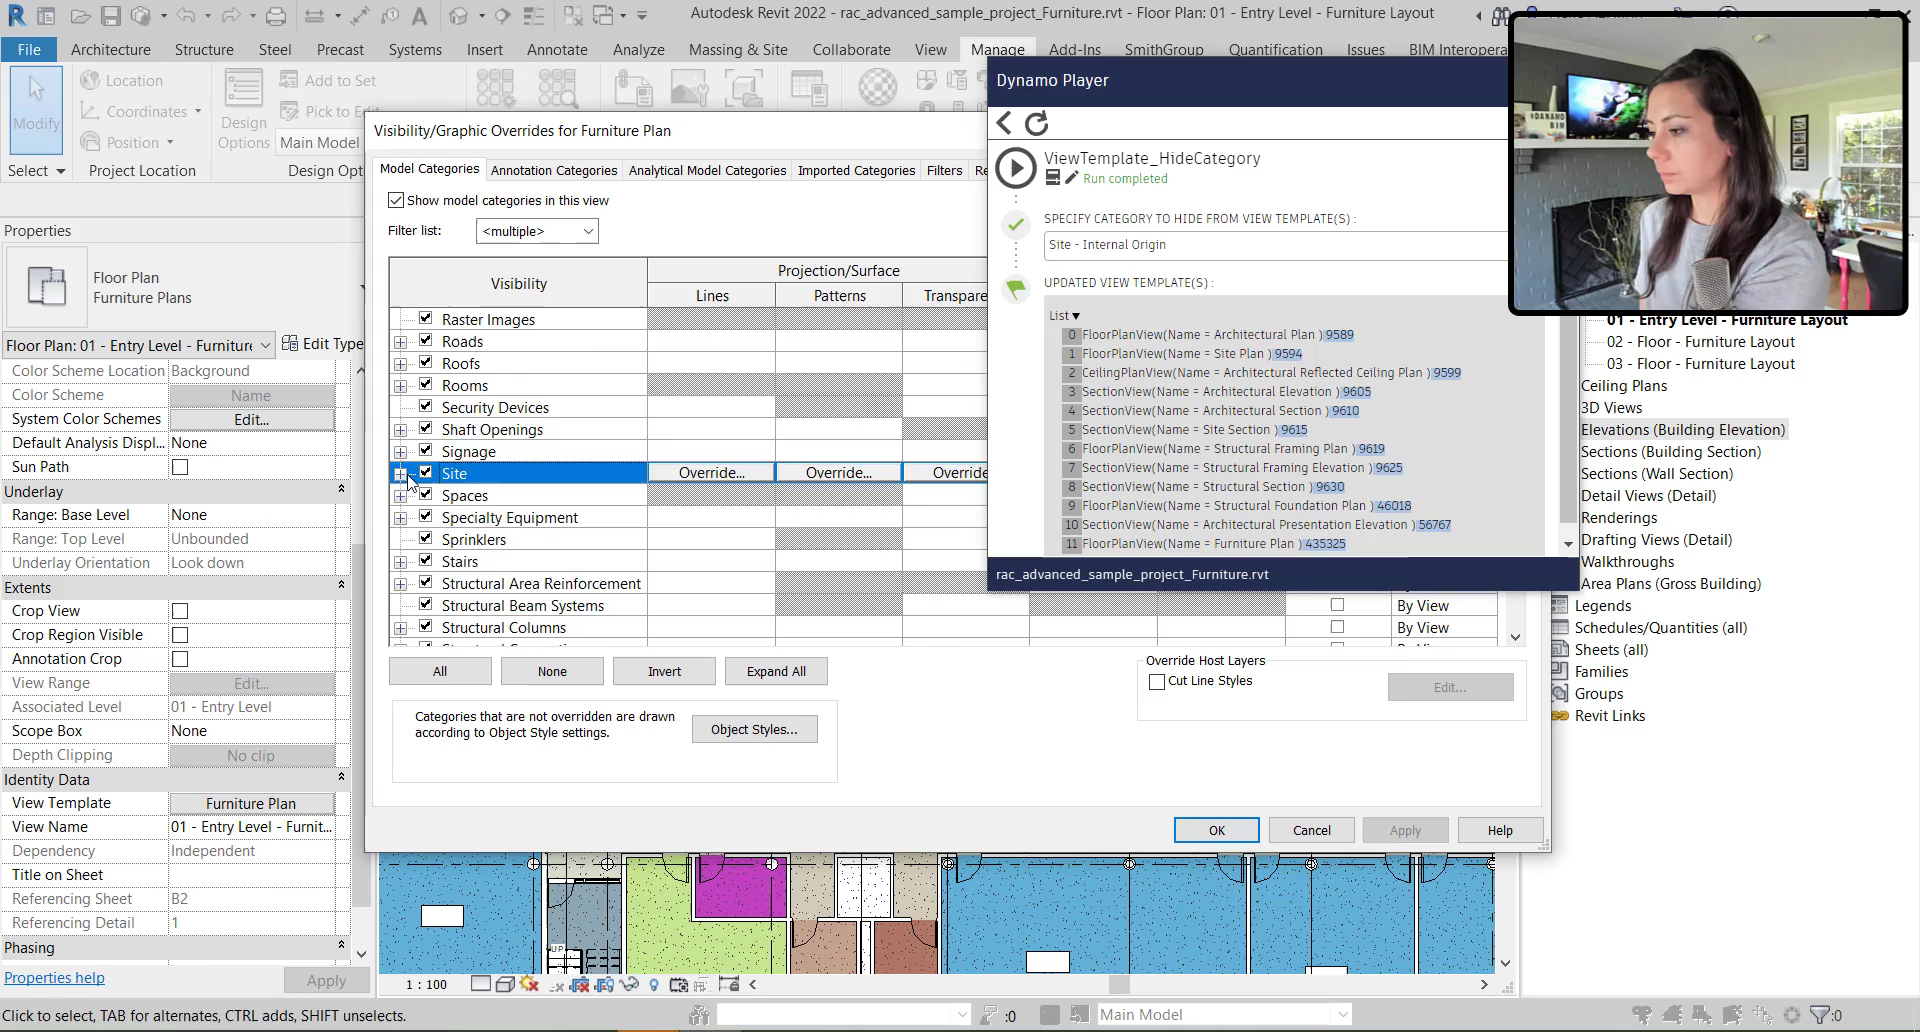 Autodesk Revit 2022 - rac_advanced_sample_project_Furniture.rvt - Floor Plan: 01 - Entry Level - Furniture Layout
File Architecture Structure Steel Precast Systems Insert Annotate Analyze Massing & Site Collaborate View Manage Add-Ins SmithGroup Quantification Issues BIM Interopera
Modify
Select
Location
Coordinates
Position
Project Location
Design
Options
Add to Set
Pick to Edit
Main Model
Design Opt
Properties
Floor Plan
Furniture Plans
Floor Plan: 01 - Entry Level - Furniture
Edit Type
Color Scheme Location Background
Color Scheme Name
System Color Schemes Edit...
Default Analysis Displ... None
Sun Path
Underlay
Range: Base Level None
Range: Top Level Unbounded
Underlay Orientation Look down
Extents
Crop View
Crop Region Visible
Annotation Crop
View Range Edit...
Associated Level 01 - Entry Level
Scope Box None
Depth Clipping No clip
Identity Data
View Template Furniture Plan
View Name 01 - Entry Level - Furnit...
Dependency Independent
Title on Sheet
Referencing Sheet B2
Referencing Detail 1
Phasing
Properties help Apply
Visibility/Graphic Overrides for Furniture Plan
Model Categories Annotation Categories Analytical Model Categories Imported Categories Filters Re
Show model categories in this view
Filter list: <multiple>
Visibility
Projection/Surface
Lines Patterns Transpare
Raster Images
Roads
Roofs
Rooms
Security Devices
Shaft Openings
Signage
Site Override... Override... Override
Spaces
Specialty Equipment
Sprinklers
Stairs
Structural Area Reinforcement
Structural Beam Systems By View
Structural Columns By View
All None Invert Expand All
Categories that are not overridden are drawn
according to Object Style settings.
Object Styles...
Override Host Layers
Cut Line Styles
Edit...
OK Cancel Apply Help
Dynamo Player
ViewTemplate_HideCategory
Run completed
SPECIFY CATEGORY TO HIDE FROM VIEW TEMPLATE(S) :
Site - Internal Origin
UPDATED VIEW TEMPLATE(S) :
List
0 FloorPlanView(Name = Architectural Plan ) 9589
1 FloorPlanView(Name = Site Plan ) 9594
2 CeilingPlanView(Name = Architectural Reflected Ceiling Plan ) 9599
3 SectionView(Name = Architectural Elevation ) 9605
4 SectionView(Name = Architectural Section ) 9610
5 SectionView(Name = Site Section ) 9615
6 FloorPlanView(Name = Structural Framing Plan ) 9619
7 SectionView(Name = Structural Framing Elevation ) 9625
8 SectionView(Name = Structural Section ) 9630
9 FloorPlanView(Name = Structural Foundation Plan ) 46018
10 SectionView(Name = Architectural Presentation Elevation ) 56767
11 FloorPlanView(Name = Furniture Plan ) 435325
rac_advanced_sample_project_Furniture.rvt
DANAMO
BIM
01 - Entry Level - Furniture Layout
02 - Floor - Furniture Layout
03 - Floor - Furniture Layout
Ceiling Plans
3D Views
Elevations (Building Elevation)
Sections (Building Section)
Sections (Wall Section)
Detail Views (Detail)
Renderings
Drafting Views (Detail)
Walkthroughs
Area Plans (Gross Building)
Legends
Schedules/Quantities (all)
Sheets (all)
Families
Groups
Revit Links
UP
1 : 100
Click to select, TAB for alternates, CTRL adds, SHIFT unselects.
:0
Main Model
:0